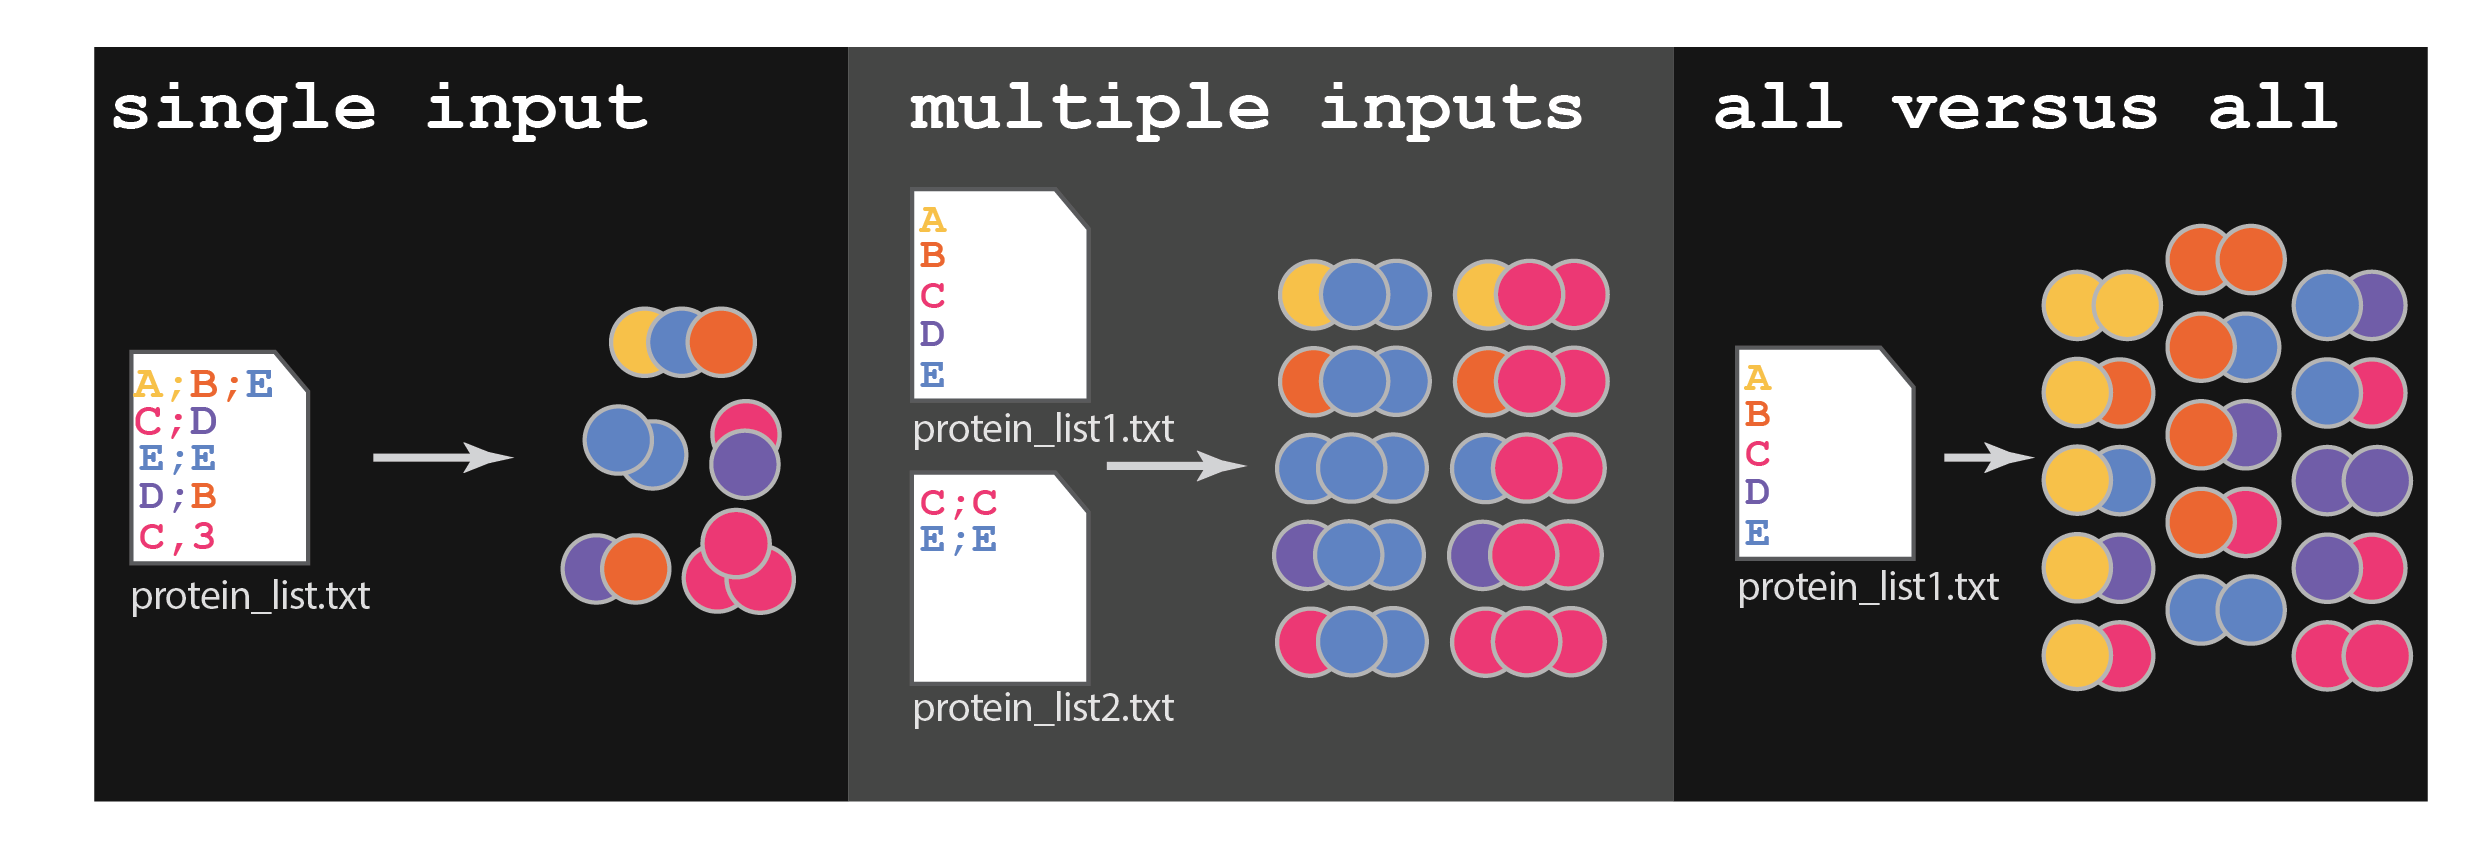 single input
A;B;E
C;D
E;E
D;B
C,3
protein_list.txt
multiple inputs
A
B
C
D
E
protein_list1.txt
C;C
E;E
protein_list2.txt
all versus all
A
B
C
D
E
protein_list1.txt